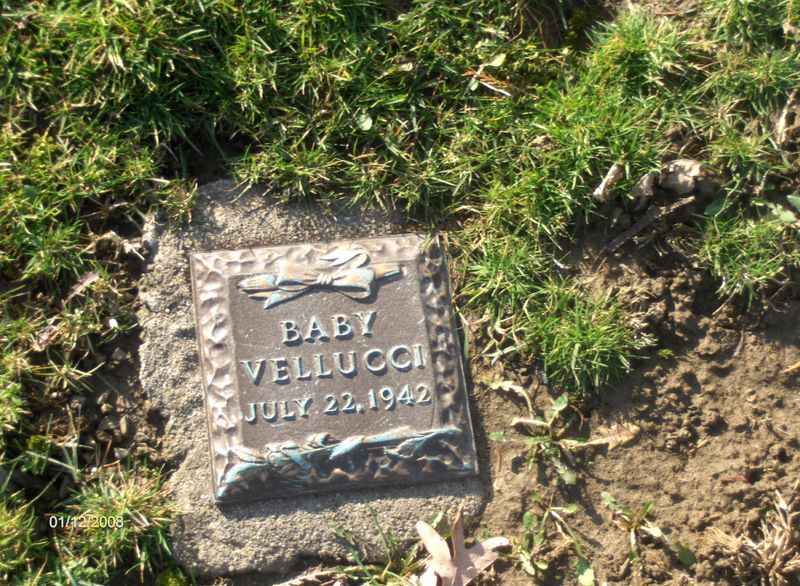 BABY
VELLUCCI
JULY 22, 1942
01/12/2008